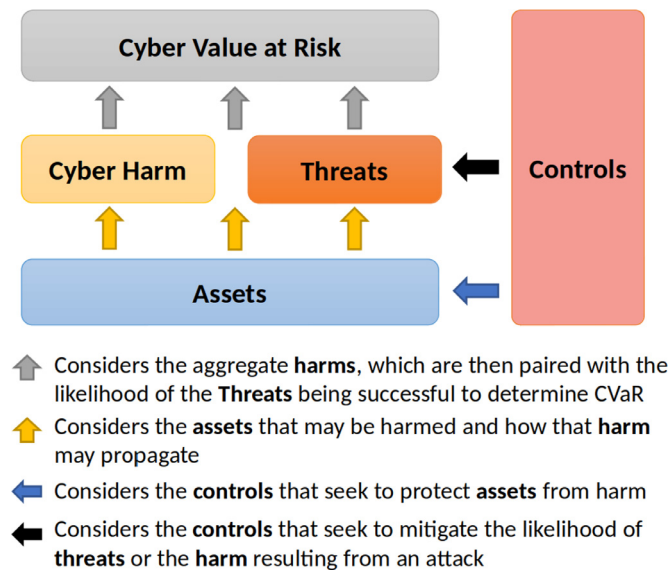 Cyber Value at Risk
Cyber Harm
Threats
Controls
Assets
Considers the aggregate harms, which are then paired with the
likelihood of the Threats being successful to determine CVaR
Considers the assets that may be harmed and how that harm
may propagate
Considers the controls that seek to protect assets from harm
Considers the controls that seek to mitigate the likelihood of
threats or the harm resulting from an attack